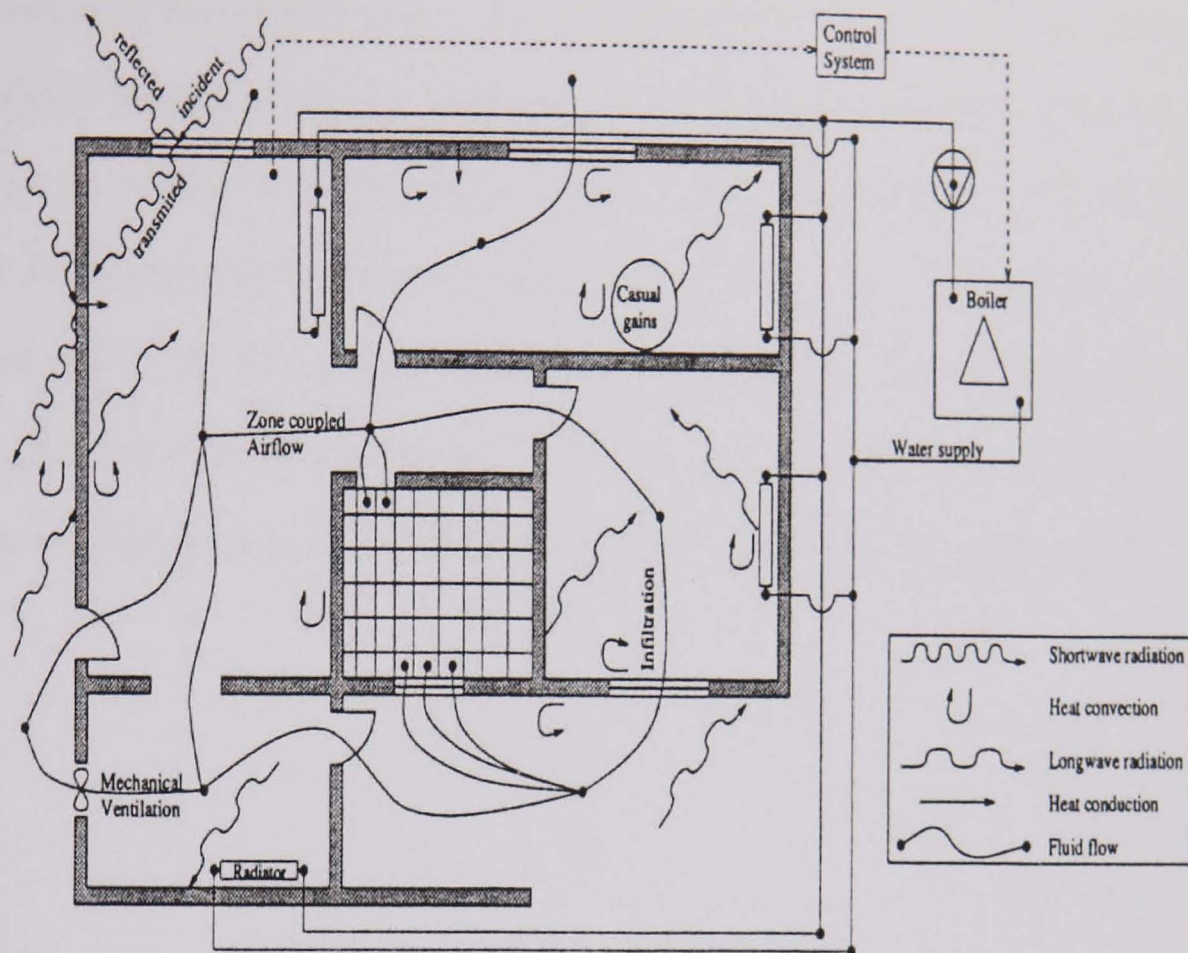 reflected
incident
Control
System
transmitted
Casual
gains
Boiler
Zone coupled
Airflow
Water supply
Infiltration
Shortwave radiation
Heat convection
Mechanical
Ventilation
Longwave radiation
Heat conduction
Fluid flow
Radiator